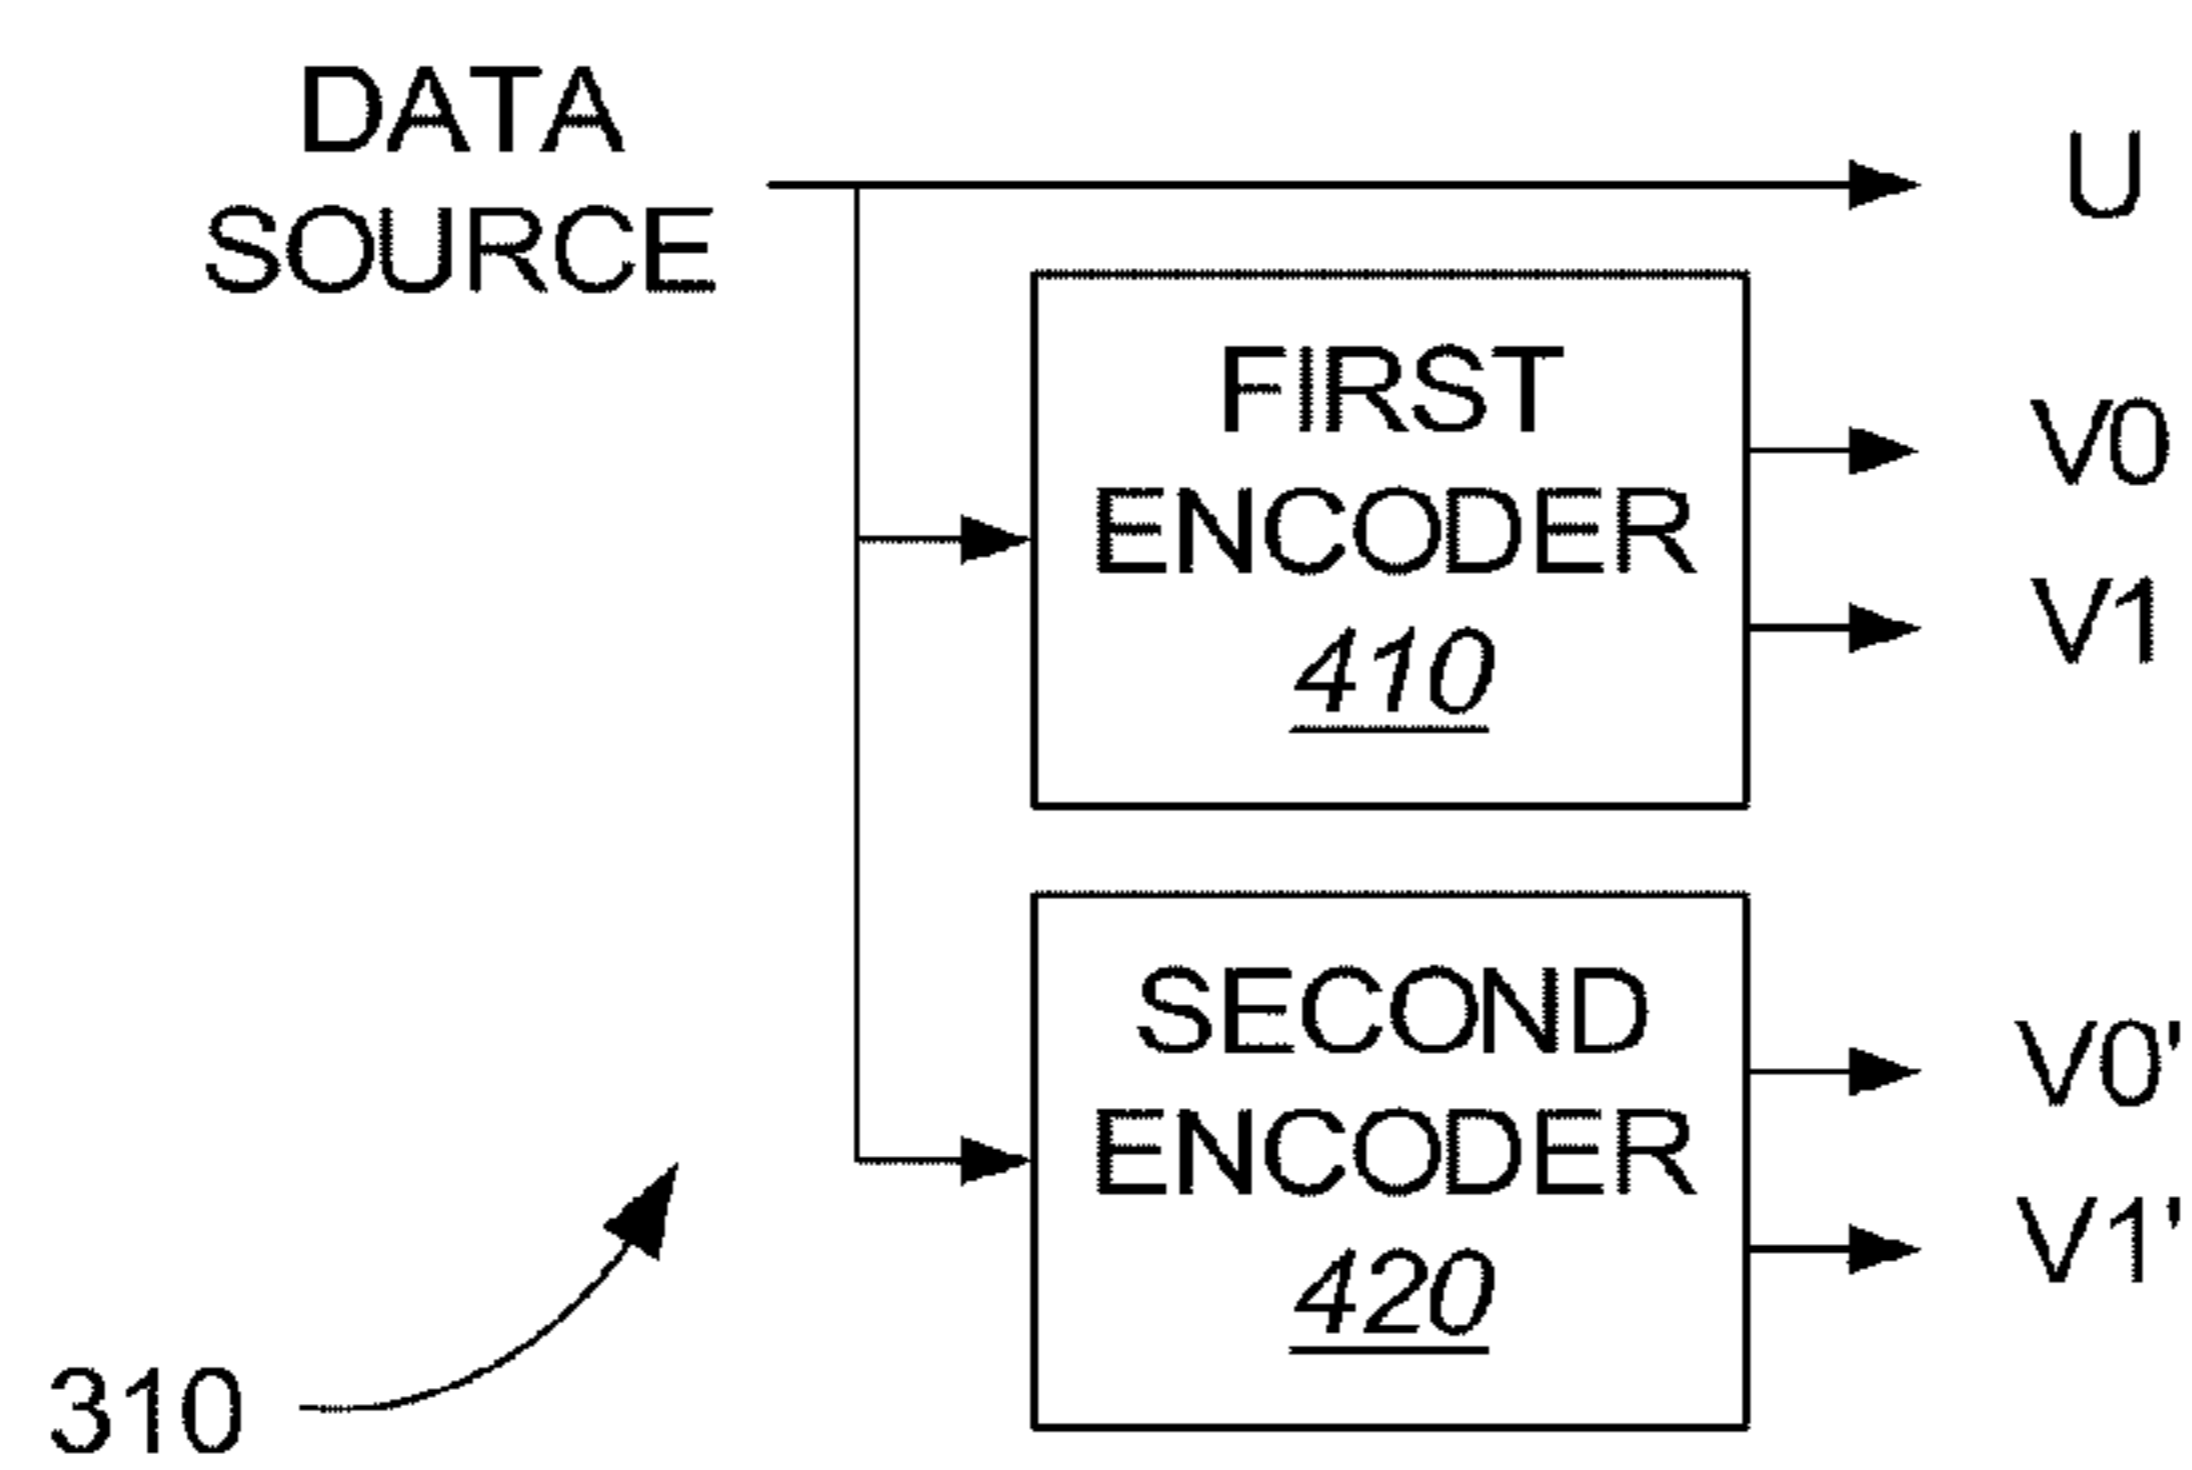 DATA
SOURCE
U
FIRST
ENCODER
410
V0
V1
SECOND
ENCODER
420
V0'
V1'
310